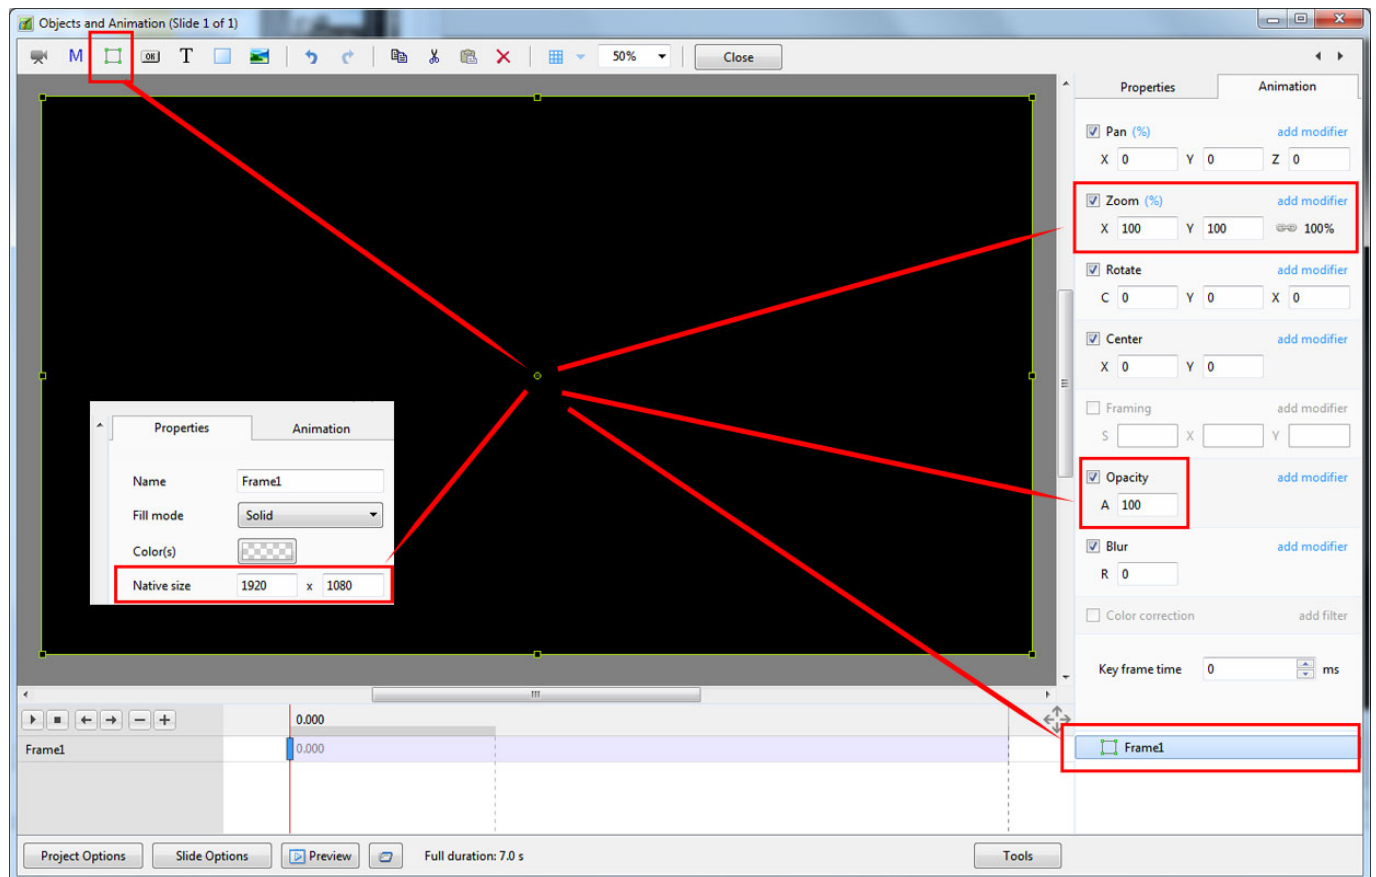 Objects and Animation (Slide 1 of 1)
M OK T 50% Close
Properties Animation
Pan (%) add modifier
X 0 Y 0 Z 0
Zoom (%) add modifier
X 100 Y 100 100%
Rotate add modifier
C 0 Y 0 X 0
Center add modifier
X 0 Y 0
Framing add modifier
S X Y
Opacity add modifier
A 100
Blur add modifier
R 0
Color correction add filter
Key frame time 0 ms
Properties Animation
Name Frame1
Fill mode Solid
Color(s)
Native size 1920 x 1080
0.000
Frame1 0.000
Frame1
Project Options Slide Options Preview Full duration: 7.0 s Tools